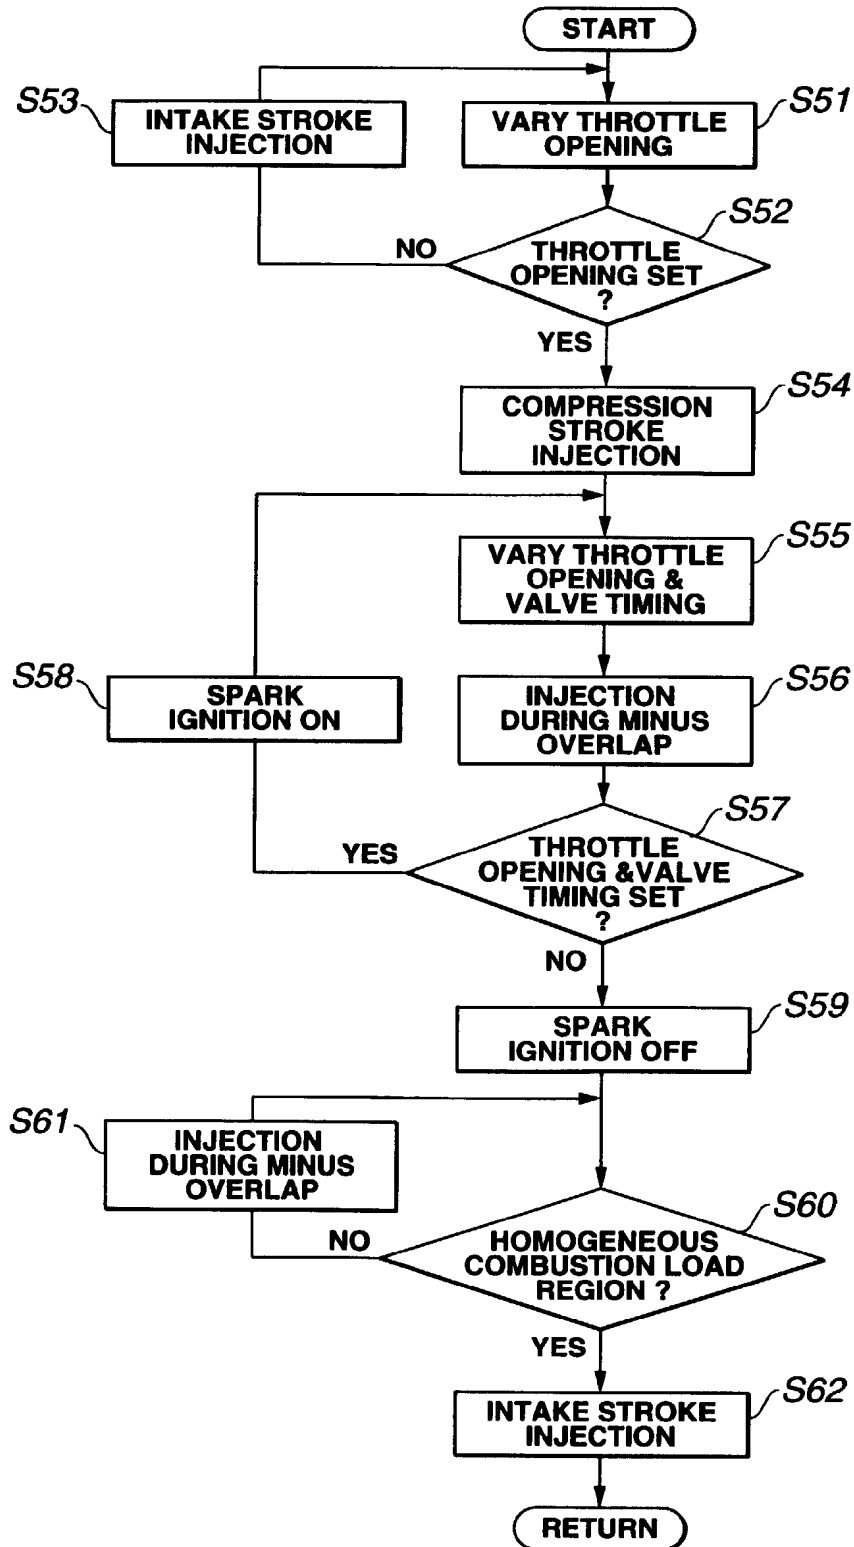 START
S53
INTAKE STROKE
INJECTION
S51
VARY THROTTLE
OPENING
S52
NO
THROTTLE
OPENING SET
?
YES
S54
COMPRESSION
STROKE
INJECTION
S55
VARY THROTTLE
OPENING &
VALVE TIMING
S58
SPARK
IGNITION ON
S56
INJECTION
DURING MINUS
OVERLAP
S57
YES
THROTTLE
OPENING &VALVE
TIMING SET
?
NO
S59
SPARK
IGNITION OFF
S61
INJECTION
DURING MINUS
OVERLAP
S60
NO
HOMOGENEOUS
COMBUSTION LOAD
REGION ?
YES
S62
INTAKE STROKE
INJECTION
RETURN